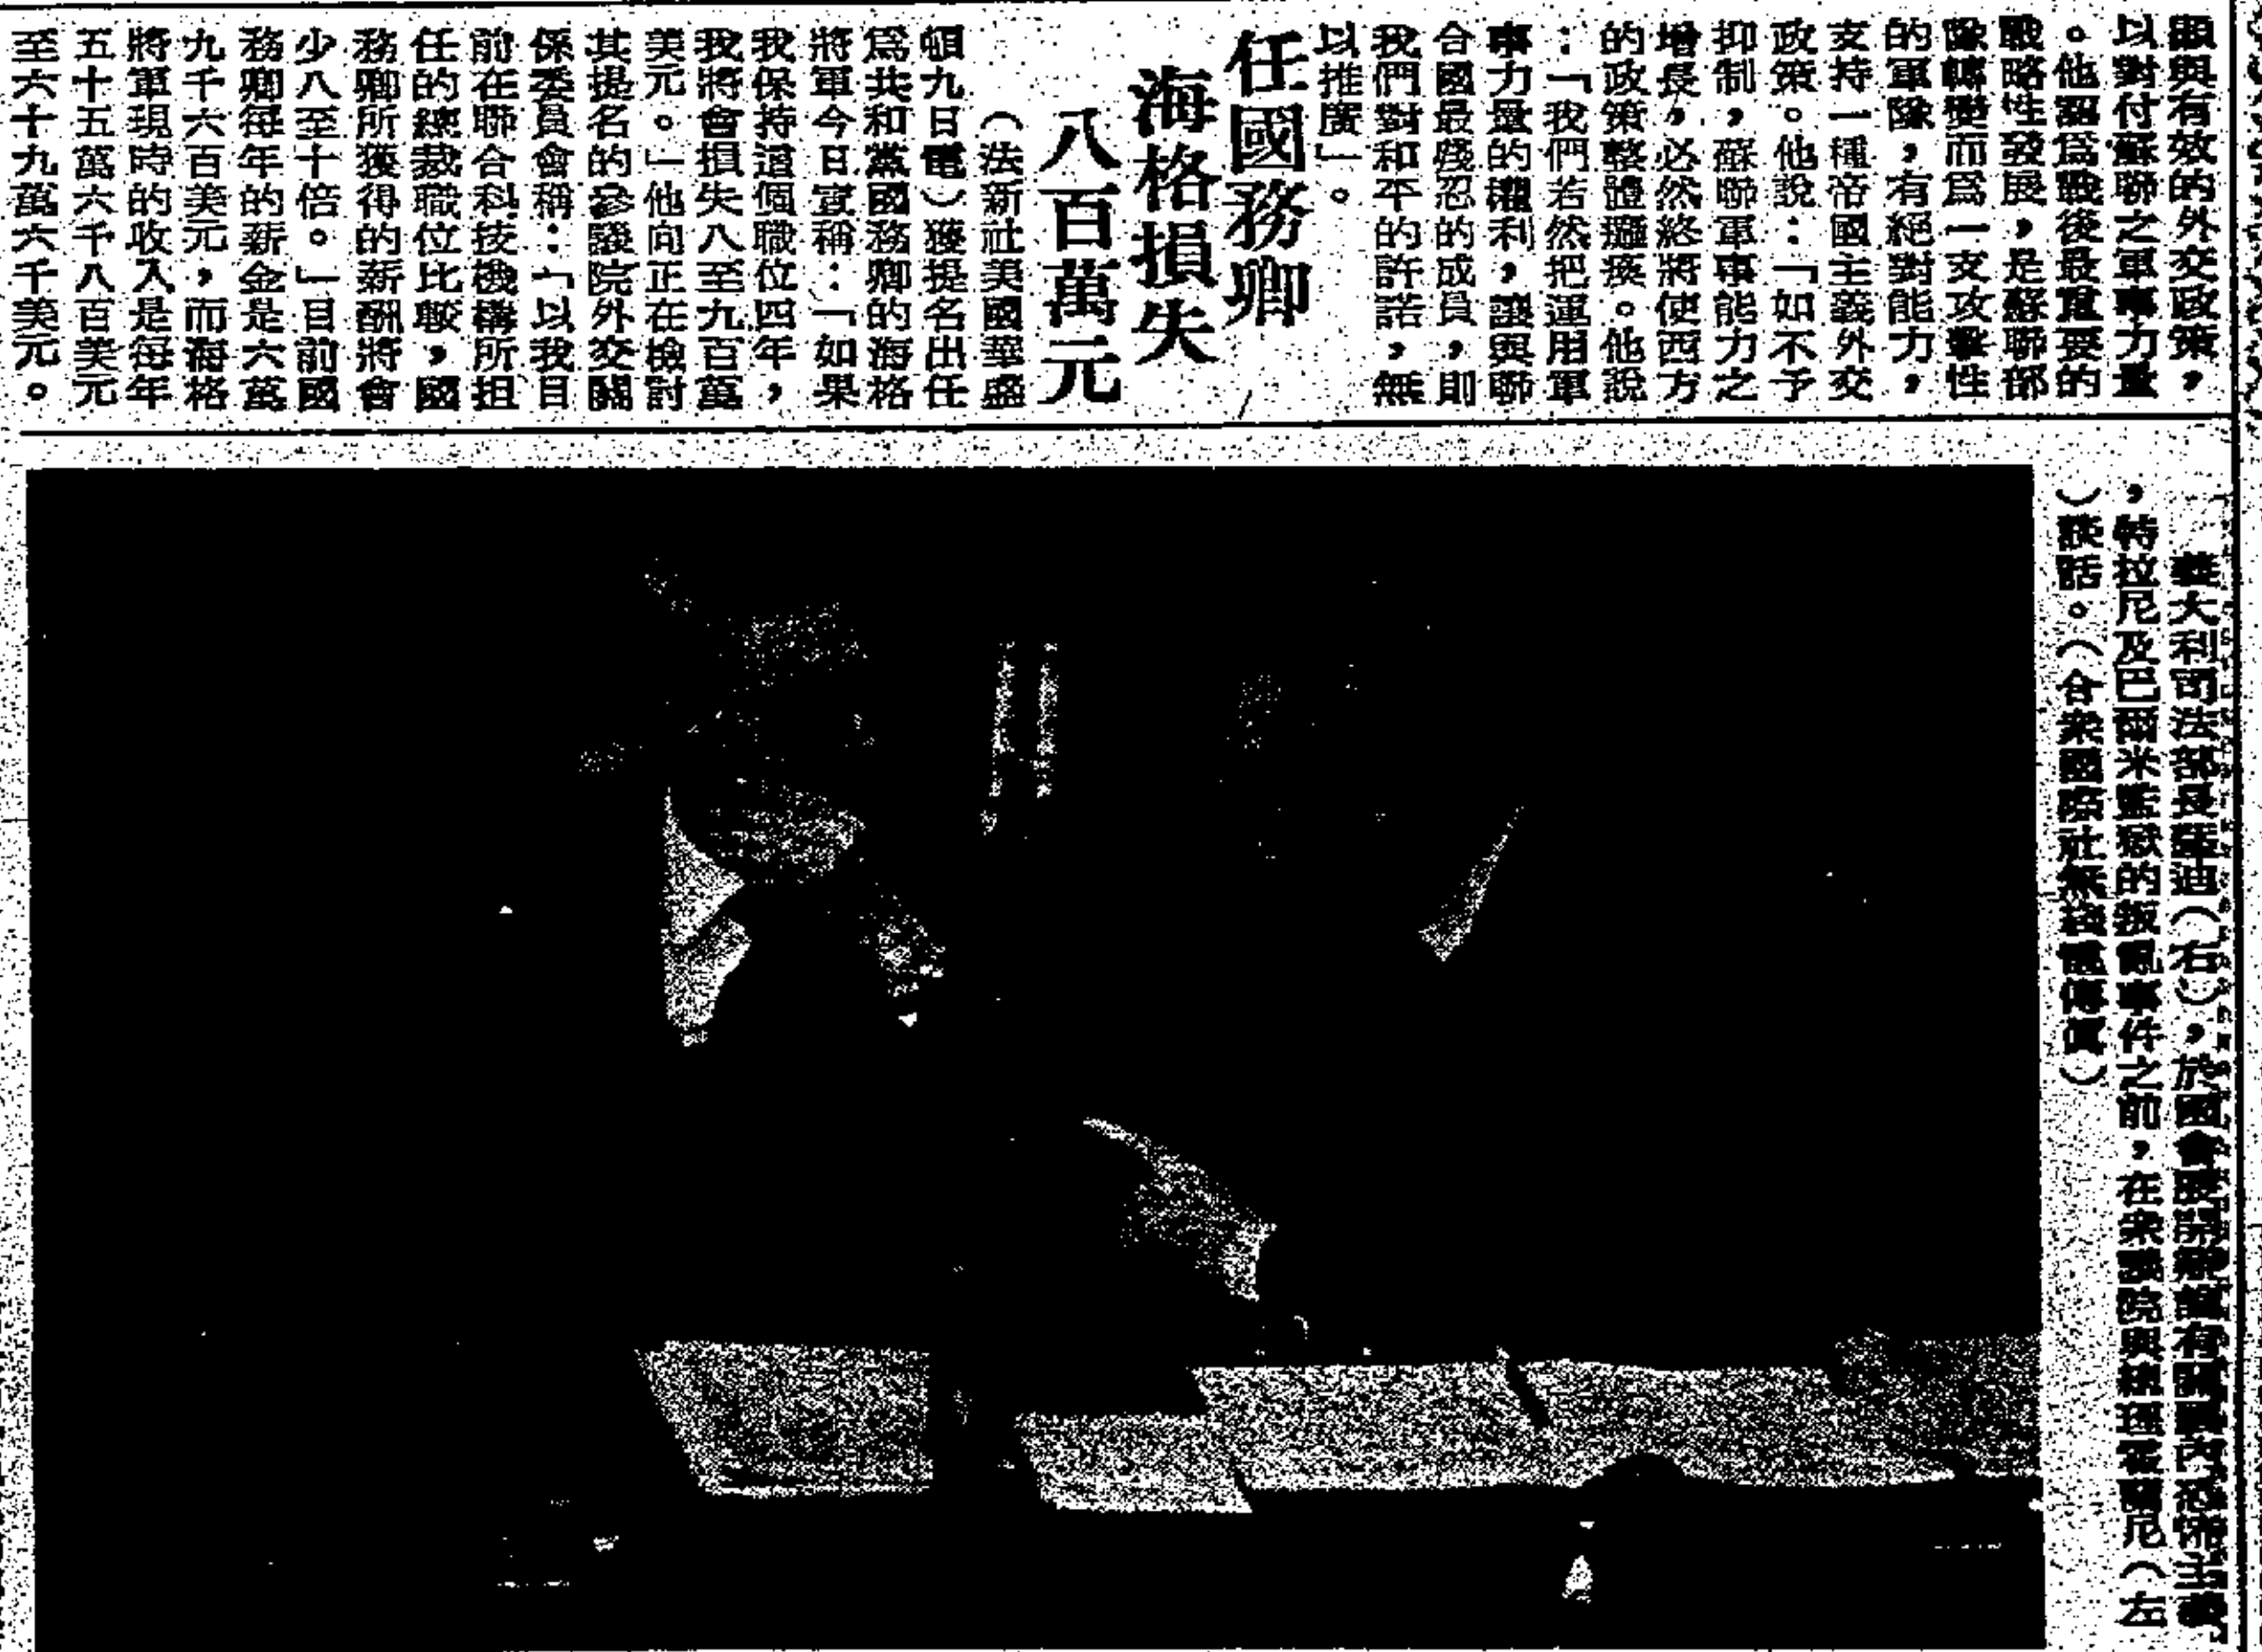 顯與有效的外交政策，
以對付蘇聯之軍事力量
。他認爲戰後最重要的
戰略性發展，是蘇聯部
隊轉變而爲一支攻擊性
的軍隊，有絕對能力，
支持一種帝國主義外交
政策。他說：「如不予
抑制，蘇聯軍事能力之
增長，必然終將使西方
的政策整體癱瘓。他說
：「我們若然把運用軍
事力量的權利，讓與聯
合國最殘忍的成員，則
我們對和平的許諾，無
以推廣」。
任國務卿
海格損失
八百萬元
（法新社美國華盛
頓九日電）獲提名出任
爲共和黨國務卿的海格
將軍今日宣稱：「如果
我保持這個職位四年，
我將會損失八至九百萬
美元。」他向正在檢討
其提名的參議院外交關
係委員會稱：「以我目
前在聯合科技機構所担
任的總裁職位比較，國
務卿所獲得的薪酬將會
少八至十倍。」目前國
務卿每年的薪金是六萬
九千六百美元，而海格
將軍現時的收入是每年
五十五萬六千八百美元
至六十九萬六千美元。
義大利司法部長薩迪（右），於國會展開辯論有關國內恐怖主義
，特拉尼及巴爾米監獄的叛亂事件之前，在衆議院與總理霍蘭尼（左
）談話。（合衆國際社無綫電傳眞）